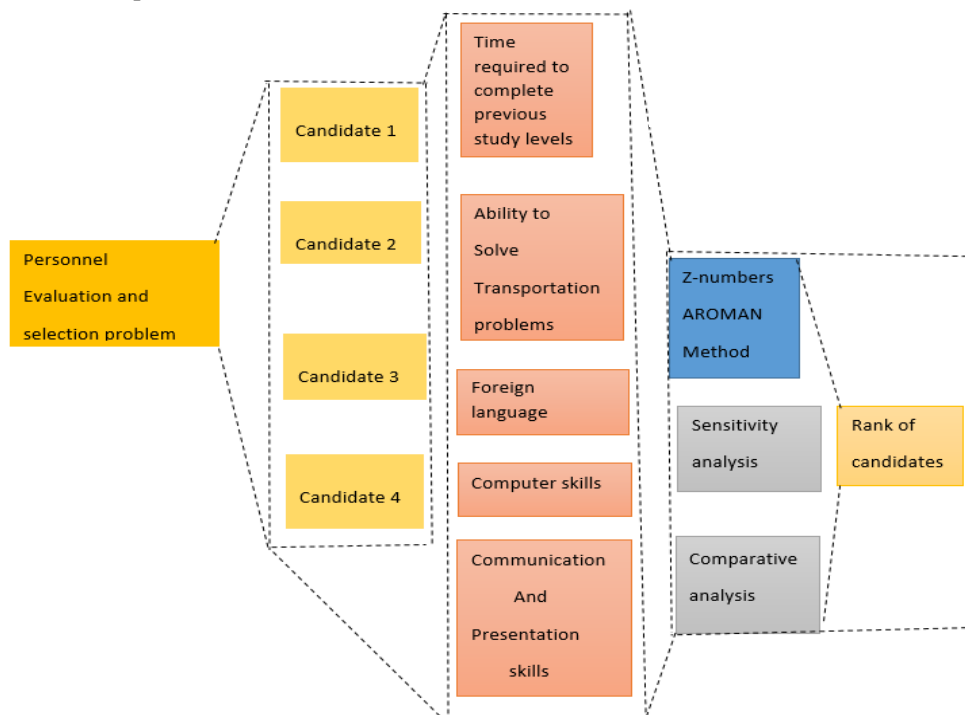 Personnel
Evaluation and
selection problem
Candidate 1
Candidate 2
Candidate 3
Candidate 4
Time
required to
complete
previous
study levels
Ability to
Solve
Transportation
problems
Foreign
language
Computer skills
Communication
And
Presentation
skills
Z-numbers
AROMAN
Method
Sensitivity
analysis
Comparative
analysis
Rank of
candidates